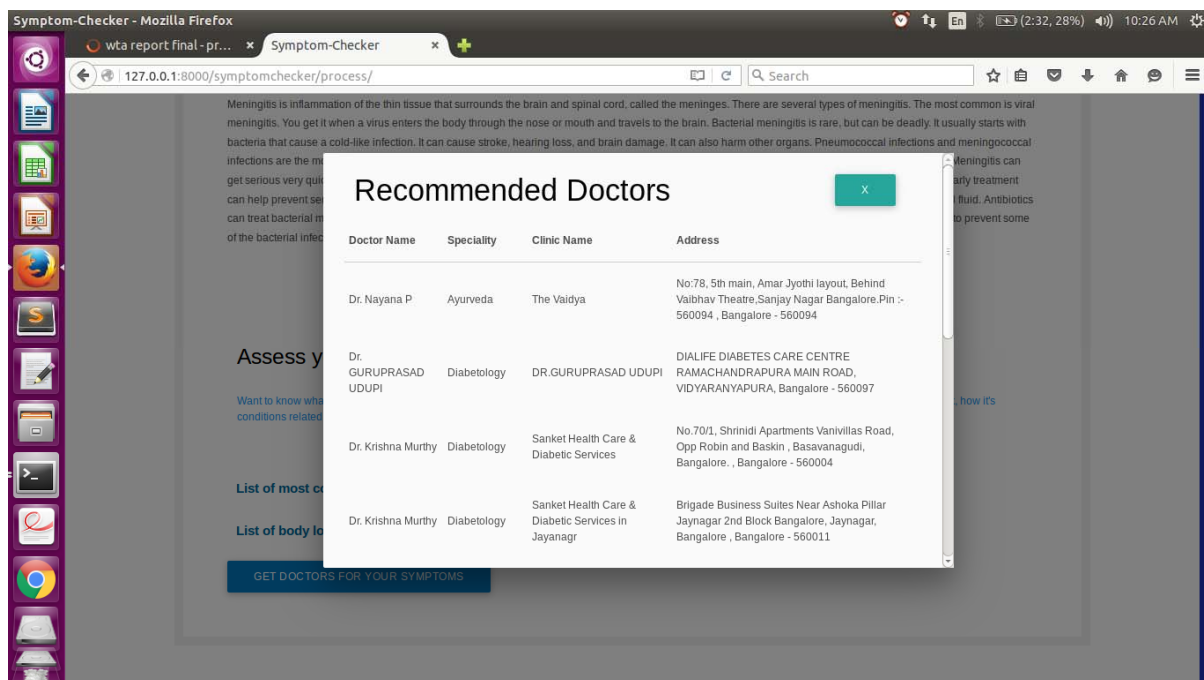 Symptom-Checker - Mozilla Firefox
En
(2:32, 28%)
10:26 AM
wta report final - pr...
Symptom-Checker
127.0.0.1:8000/symptomchecker/process/
Search
Meningitis is inflammation of the thin tissue that surrounds the brain and spinal cord, called the meninges. There are several types of meningitis. The most common is viral
meningitis. You get it when a virus enters the body through the nose or mouth and travels to the brain. Bacterial meningitis is rare, but can be deadly. It usually starts with
bacteria that cause a cold-like infection. It can cause stroke, hearing loss, and brain damage. It can also harm other organs. Pneumococcal infections and meningococcal
infections are the
Meningitis can
get serious very
treatment
can help prevent
fluid. Antibiotics
can treat bacterial
to prevent some
of the bacterial
Recommended Doctors
X
Doctor Name Speciality Clinic Name Address
Dr. Nayana P Ayurveda The Vaidya
No:78, 5th main, Amar Jyothi layout, Behind
Vaibhav Theatre,Sanjay Nagar Bangalore.Pin :-
560094 , Bangalore - 560094
Dr.
GURUPRASAD
UDUPI
Diabetology
DR.GURUPRASAD UDUPI
DIALIFE DIABETES CARE CENTRE
RAMACHANDRAPURA MAIN ROAD,
VIDYARANYAPURA, Bangalore - 560097
Dr. Krishna Murthy Diabetology
Sanket Health Care &
Diabetic Services
No.70/1, Shrinidi Apartments Vanivillas Road,
Opp Robin and Baskin , Basavanagudi,
Bangalore. , Bangalore - 560004
Dr. Krishna Murthy Diabetology
Sanket Health Care &
Diabetic Services in
Jayanagr
Brigade Business Suites Near Ashoka Pillar
Jaynagar 2nd Block Bangalore, Jaynagar,
Bangalore , Bangalore - 560011
Assess
Want to know
, how it's
conditions related
List of most
List of body
GET DOCTORS FOR YOUR SYMPTOMS